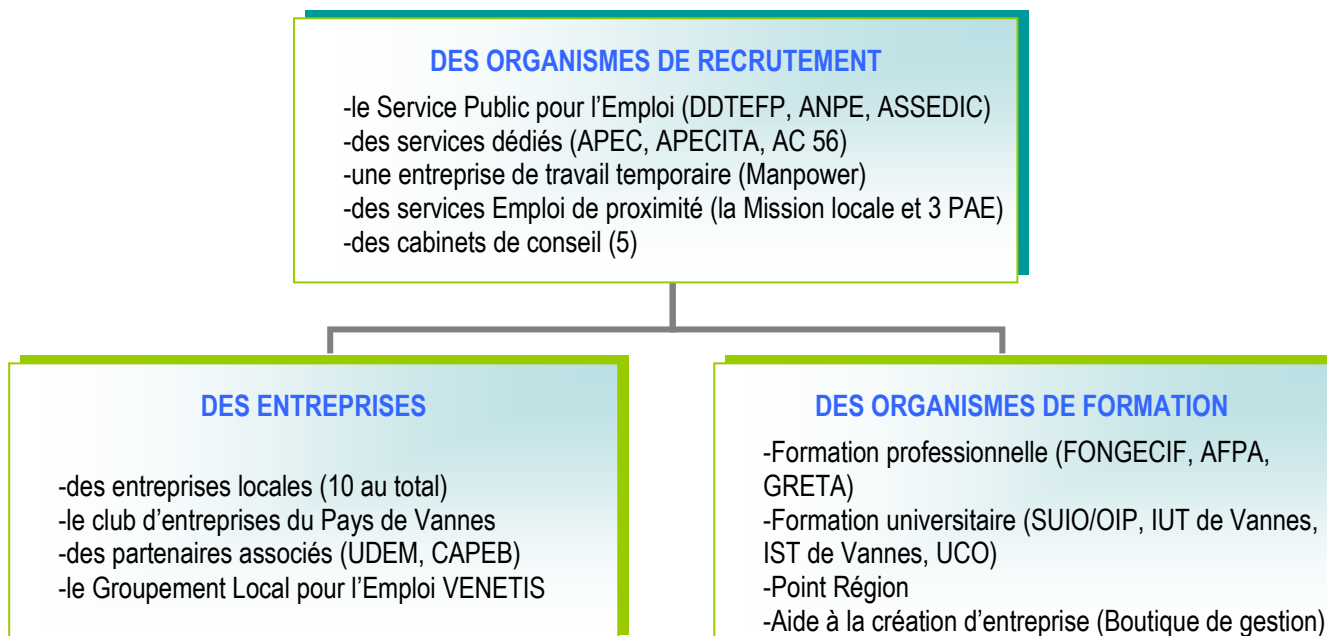 DES ORGANISMES DE RECRUTEMENT
-le Service Public pour l’Emploi (DDTEFP, ANPE, ASSEDIC)
-des services dédiés (APEC, APECITA, AC 56)
-une entreprise de travail temporaire (Manpower)
-des services Emploi de proximité (la Mission locale et 3 PAE)
-des cabinets de conseil (5)
DES ENTREPRISES
-des entreprises locales (10 au total)
-le club d’entreprises du Pays de Vannes
-des partenaires associés (UDEM, CAPEB)
-le Groupement Local pour l’Emploi VENETIS
DES ORGANISMES DE FORMATION
-Formation professionnelle (FONGECIF, AFPA,
GRETA)
-Formation universitaire (SUIO/OIP, IUT de Vannes,
IST de Vannes, UCO)
-Point Région
-Aide à la création d’entreprise (Boutique de gestion)